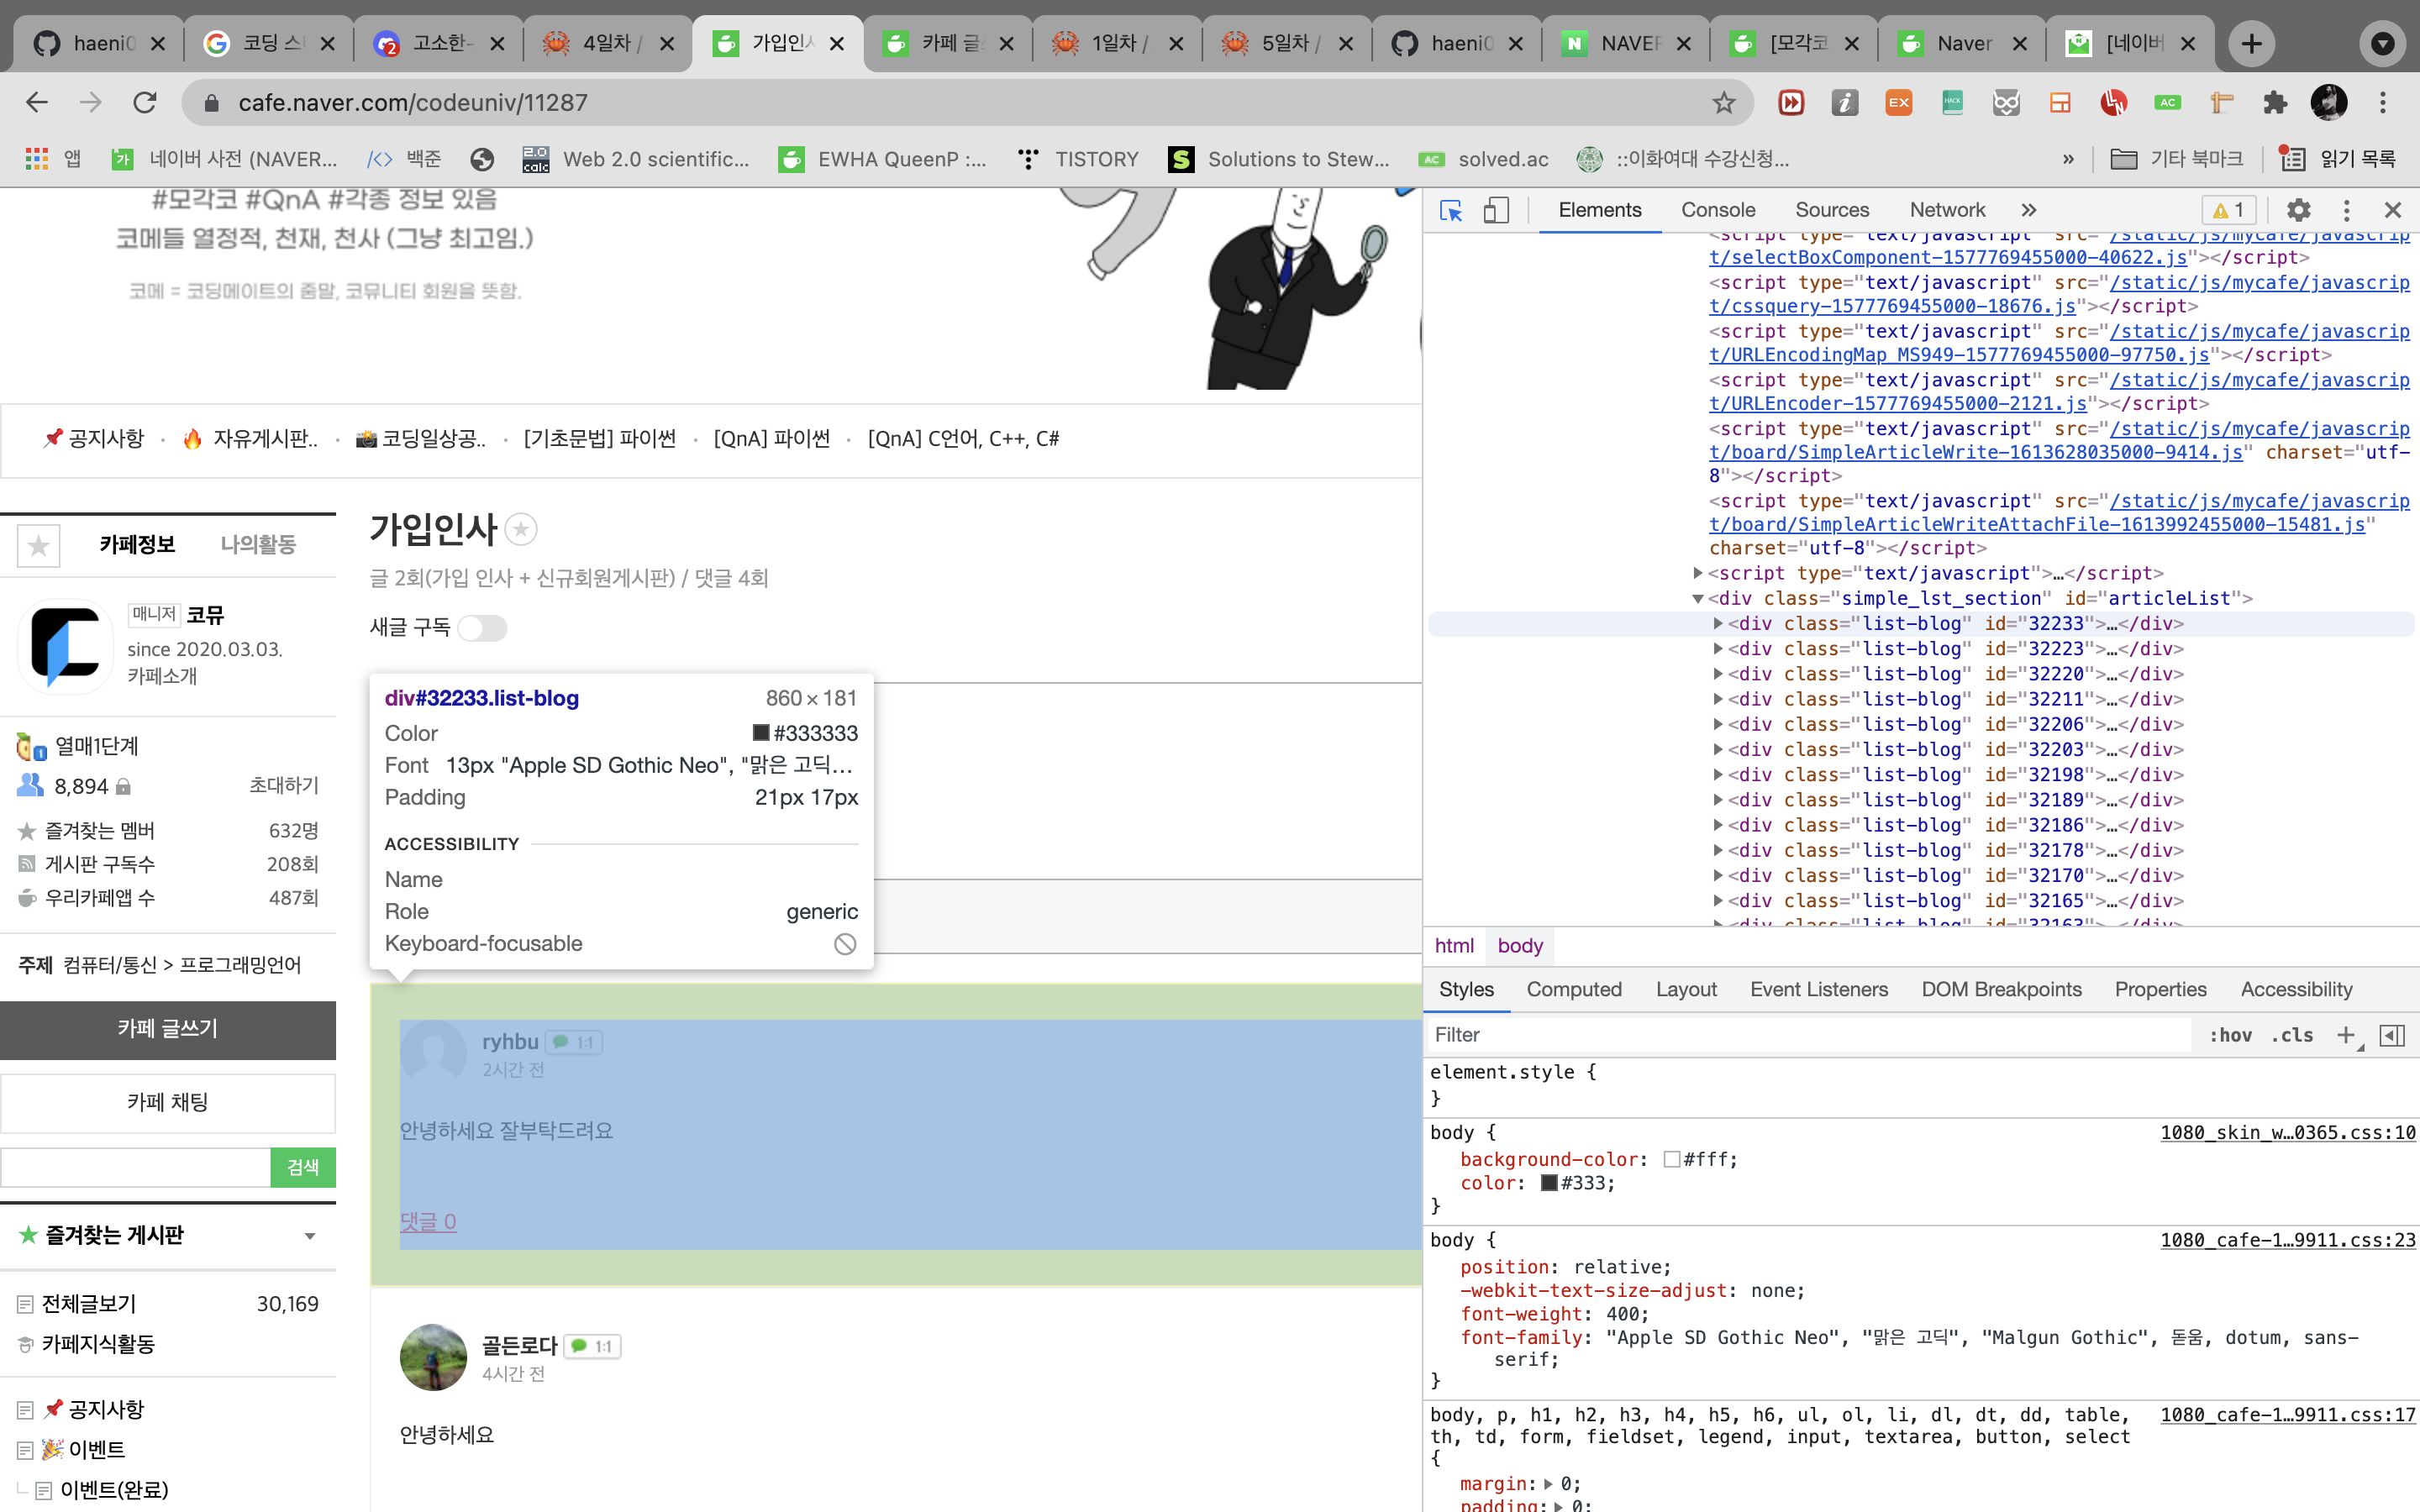 haeni
코딩 스
고소한-
4일차 /
가입인사
카페 글
1일차 /
5일차 /
haeni
NAVER
[모각코
Naver
[네이버
cafe.naver.com/codeuniv/11287
앱
네이버 사전 (NAVER...
백준
Web 2.0 scientific...
EWHA QueenP :...
TISTORY
Solutions to Stew...
solved.ac
::이화여대 수강신청...
»
기타 북마크
읽기 목록
#모각코 #QnA #각종 정보 있음
코메들 열정적, 천재, 천사 (그냥 최고임.)
코메 = 코딩메이트의 줌말, 코뮤니티 회원을 뜻함.
공지사항 · 자유게시판.. · 코딩일상공.. · [기초문법] 파이썬 · [QnA] 파이썬 · [QnA] C언어, C++, C#
카페정보 나의활동
매니저 코뮤
since 2020.03.03.
카페소개
열매1단계
8,894 초대하기
즐겨찾는 멤버 632명
게시판 구독수 208회
우리카페앱 수 487회
주제 컴퓨터/통신 > 프로그래밍언어
카페 글쓰기
카페 채팅
검색
즐겨찾는 게시판
전체글보기 30,169
카페지식활동
공지사항
이벤트
이벤트(완료)
가입인사
글 2회(가입 인사 + 신규회원게시판) / 댓글 4회
새글 구독
div#32233.list-blog 860 × 181
Color #333333
Font 13px "Apple SD Gothic Neo", "맑은 고딕…
Padding 21px 17px
ACCESSIBILITY
Name
Role generic
Keyboard-focusable
ryhbu 1:1
2시간 전
안녕하세요 잘부탁드려요
댓글 0
골든로다 1:1
4시간 전
안녕하세요
Elements Console Sources Network » 1
<script type="text/javascript" src="/static/js/mycafe/javascrip
t/selectBoxComponent-1577769455000-40622.js"></script>
<script type="text/javascript" src="/static/js/mycafe/javascrip
t/cssquery-1577769455000-18676.js"></script>
<script type="text/javascript" src="/static/js/mycafe/javascrip
t/URLEncodingMap_MS949-1577769455000-97750.js"></script>
<script type="text/javascript" src="/static/js/mycafe/javascrip
t/URLEncoder-1577769455000-2121.js"></script>
<script type="text/javascript" src="/static/js/mycafe/javascrip
t/board/SimpleArticleWrite-1613628035000-9414.js" charset="utf-
8"></script>
<script type="text/javascript" src="/static/js/mycafe/javascrip
t/board/SimpleArticleWriteAttachFile-1613992455000-15481.js"
charset="utf-8"></script>
<script type="text/javascript">…</script>
<div class="simple_lst_section" id="articleList">
<div class="list-blog" id="32233">…</div>
<div class="list-blog" id="32223">…</div>
<div class="list-blog" id="32220">…</div>
<div class="list-blog" id="32211">…</div>
<div class="list-blog" id="32206">…</div>
<div class="list-blog" id="32203">…</div>
<div class="list-blog" id="32198">…</div>
<div class="list-blog" id="32189">…</div>
<div class="list-blog" id="32186">…</div>
<div class="list-blog" id="32178">…</div>
<div class="list-blog" id="32170">…</div>
<div class="list-blog" id="32165">…</div>
<div class="list-blog" id="32163">…</div>
html body
Styles Computed Layout Event Listeners DOM Breakpoints Properties Accessibility
Filter :hov .cls +
element.style {
}
body { 1080_skin_w…0365.css:10
background-color: #fff;
color: #333;
}
body { 1080_cafe-1…9911.css:23
position: relative;
-webkit-text-size-adjust: none;
font-weight: 400;
font-family: "Apple SD Gothic Neo", "맑은 고딕", "Malgun Gothic", 돋움, dotum, sans-
serif;
}
body, p, h1, h2, h3, h4, h5, h6, ul, ol, li, dl, dt, dd, table, 1080_cafe-1…9911.css:17
th, td, form, fieldset, legend, input, textarea, button, select
{
margin: 0;
padding: 0;